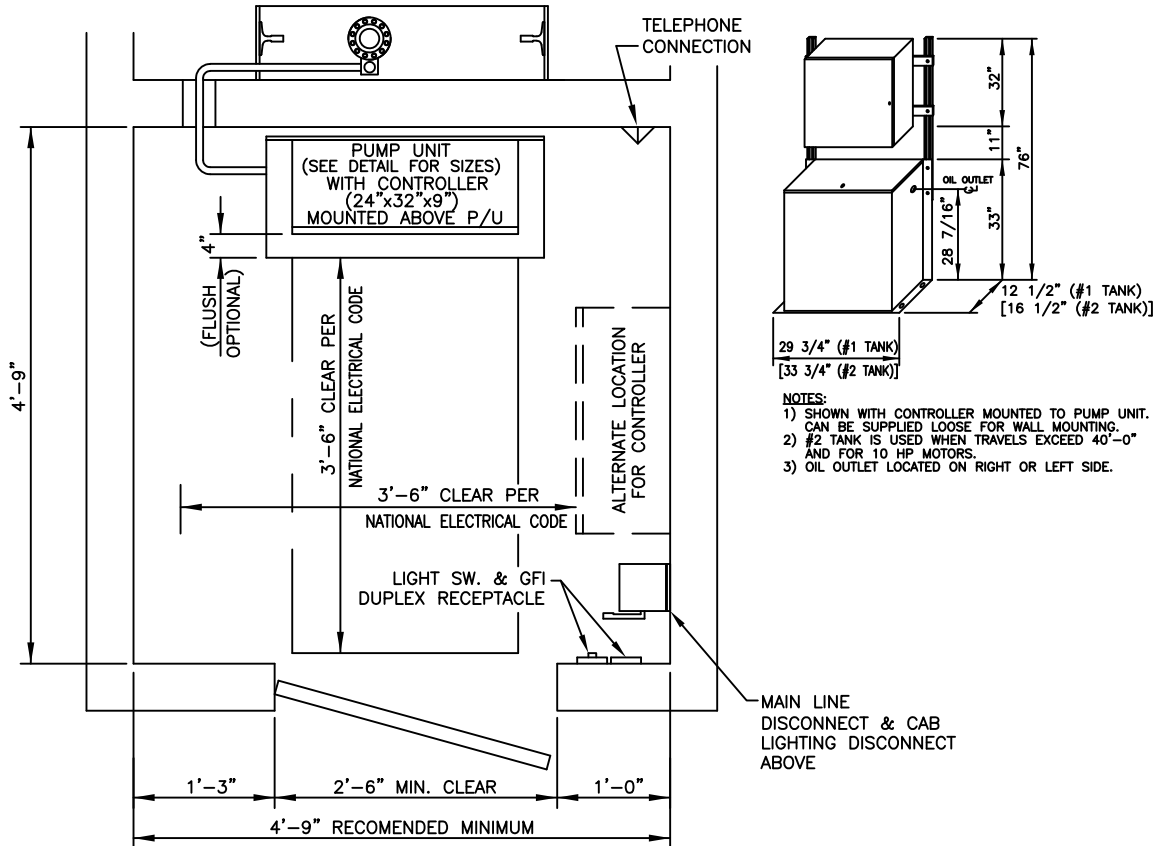 TELEPHONE
CONNECTION
PUMP UNIT
(SEE DETAIL FOR SIZES)
WITH CONTROLLER
(24"x32"x9")
MOUNTED ABOVE P/U
4"
(FLUSH
OPTIONAL)
4'-9"
3'-6" CLEAR PER
NATIONAL ELECTRICAL CODE
3'-6" CLEAR PER
NATIONAL ELECTRICAL CODE
ALTERNATE LOCATION
FOR CONTROLLER
LIGHT SW. & GFI
DUPLEX RECEPTACLE
MAIN LINE
DISCONNECT & CAB
LIGHTING DISCONNECT
ABOVE
1'-3"
2'-6" MIN. CLEAR
1'-0"
4'-9" RECOMENDED MINIMUM
32"
11"
76"
33"
OIL OUTLET
CL
28 7/16"
12 1/2" (#1 TANK)
[16 1/2" (#2 TANK)]
29 3/4" (#1 TANK)
[33 3/4" (#2 TANK)]
NOTES:
1) SHOWN WITH CONTROLLER MOUNTED TO PUMP UNIT.
CAN BE SUPPLIED LOOSE FOR WALL MOUNTING.
2) #2 TANK IS USED WHEN TRAVELS EXCEED 40'-0"
AND FOR 10 HP MOTORS.
3) OIL OUTLET LOCATED ON RIGHT OR LEFT SIDE.